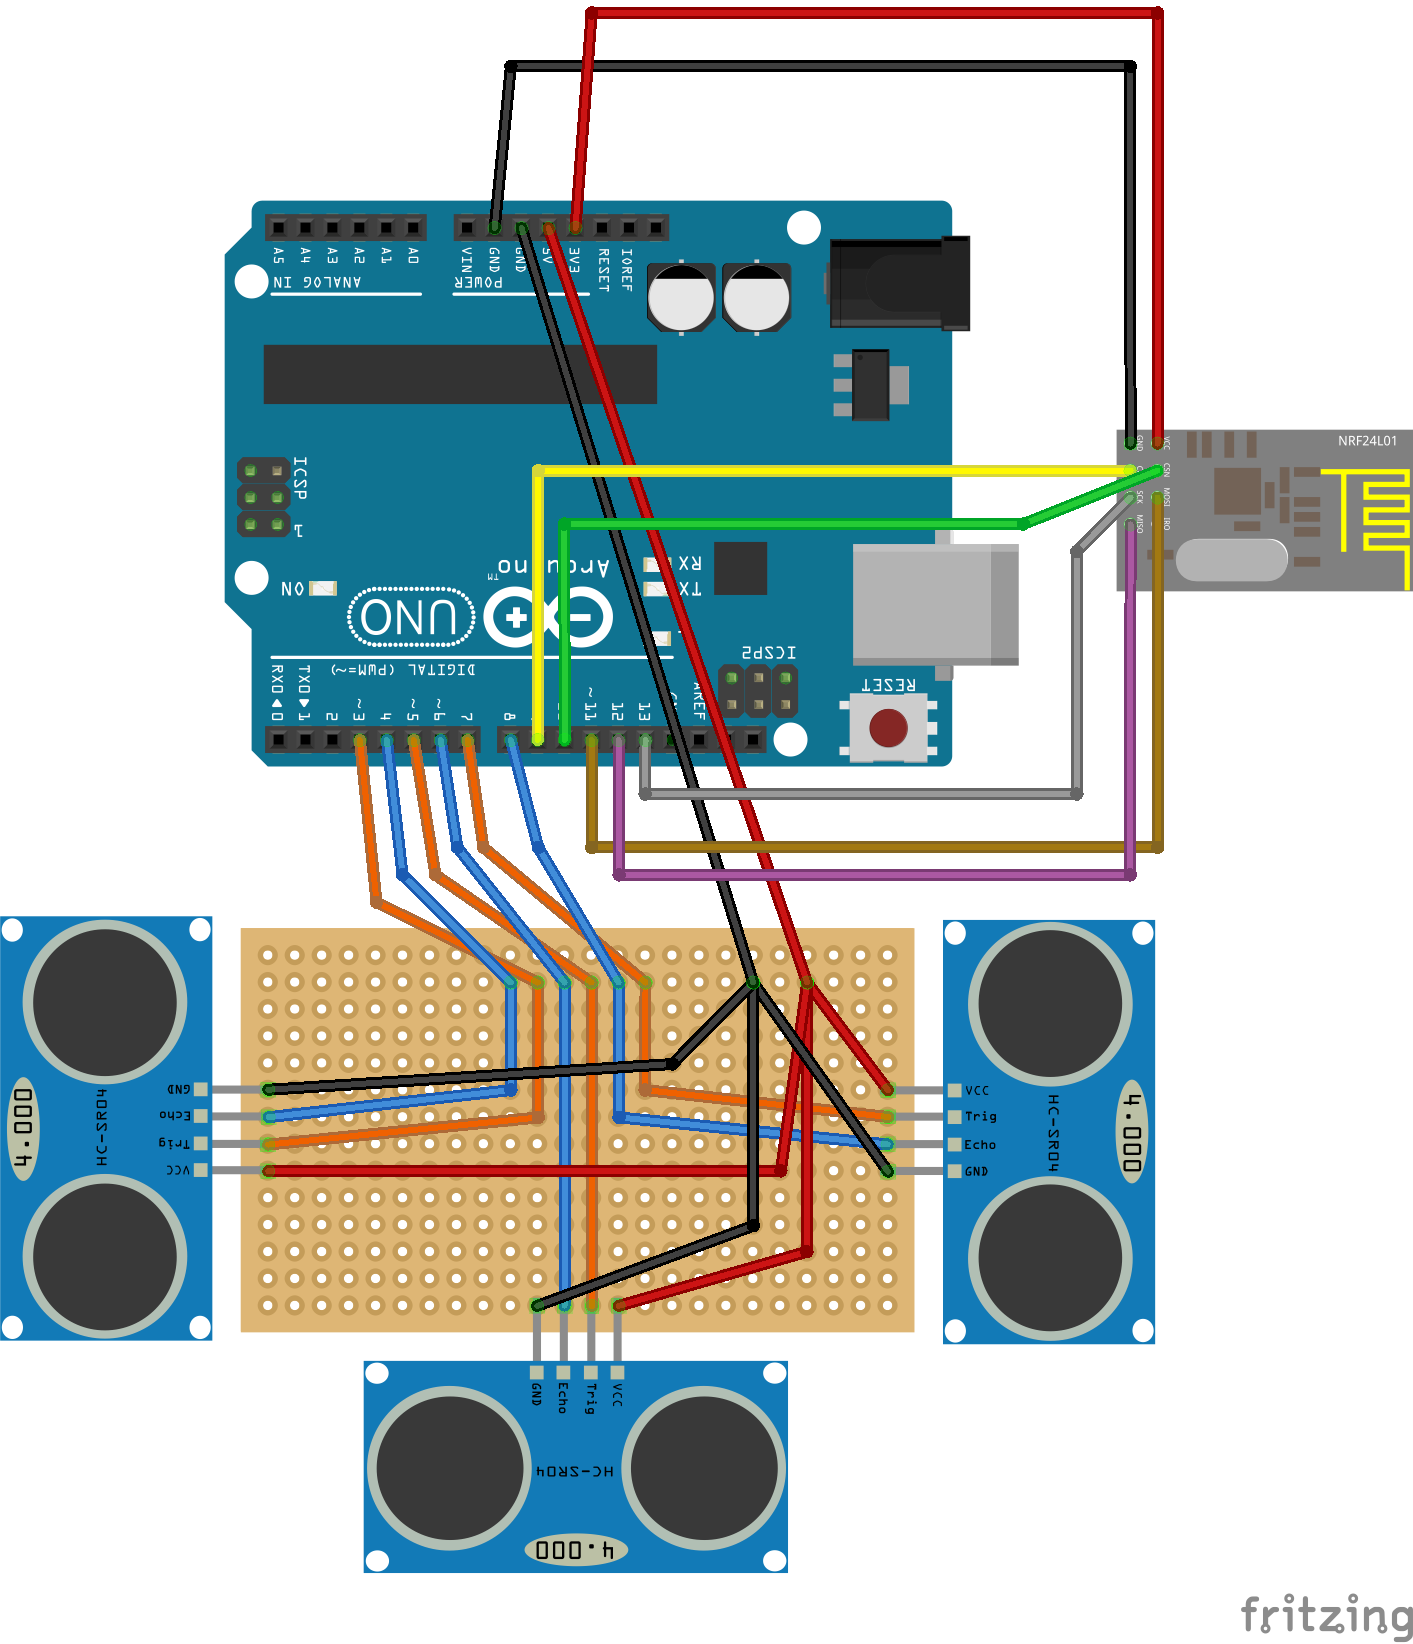 A5
A4
A3
A2
A1
A0
VIN
GND
GND
5V
3V3
RESET
IOREF
ANALOG IN
POWER
NRF24L01
GND
VCC
CSN
SCK
MOSI
MISO
IRQ
ICSP
1
ON
UNO
Arduino
™
RX
TX
ICSP2
RESET
DIGITAL (PWM=~)
RX0◄0
TX0►1
2
~3
4
~5
~6
7
8
~11
12
13
AREF
GND
Echo
Trig
VCC
HC-SR04
4.000
VCC
Trig
Echo
GND
HC-SR04
4.000
GND
Echo
Trig
VCC
HC-SR04
4.000
fritzing